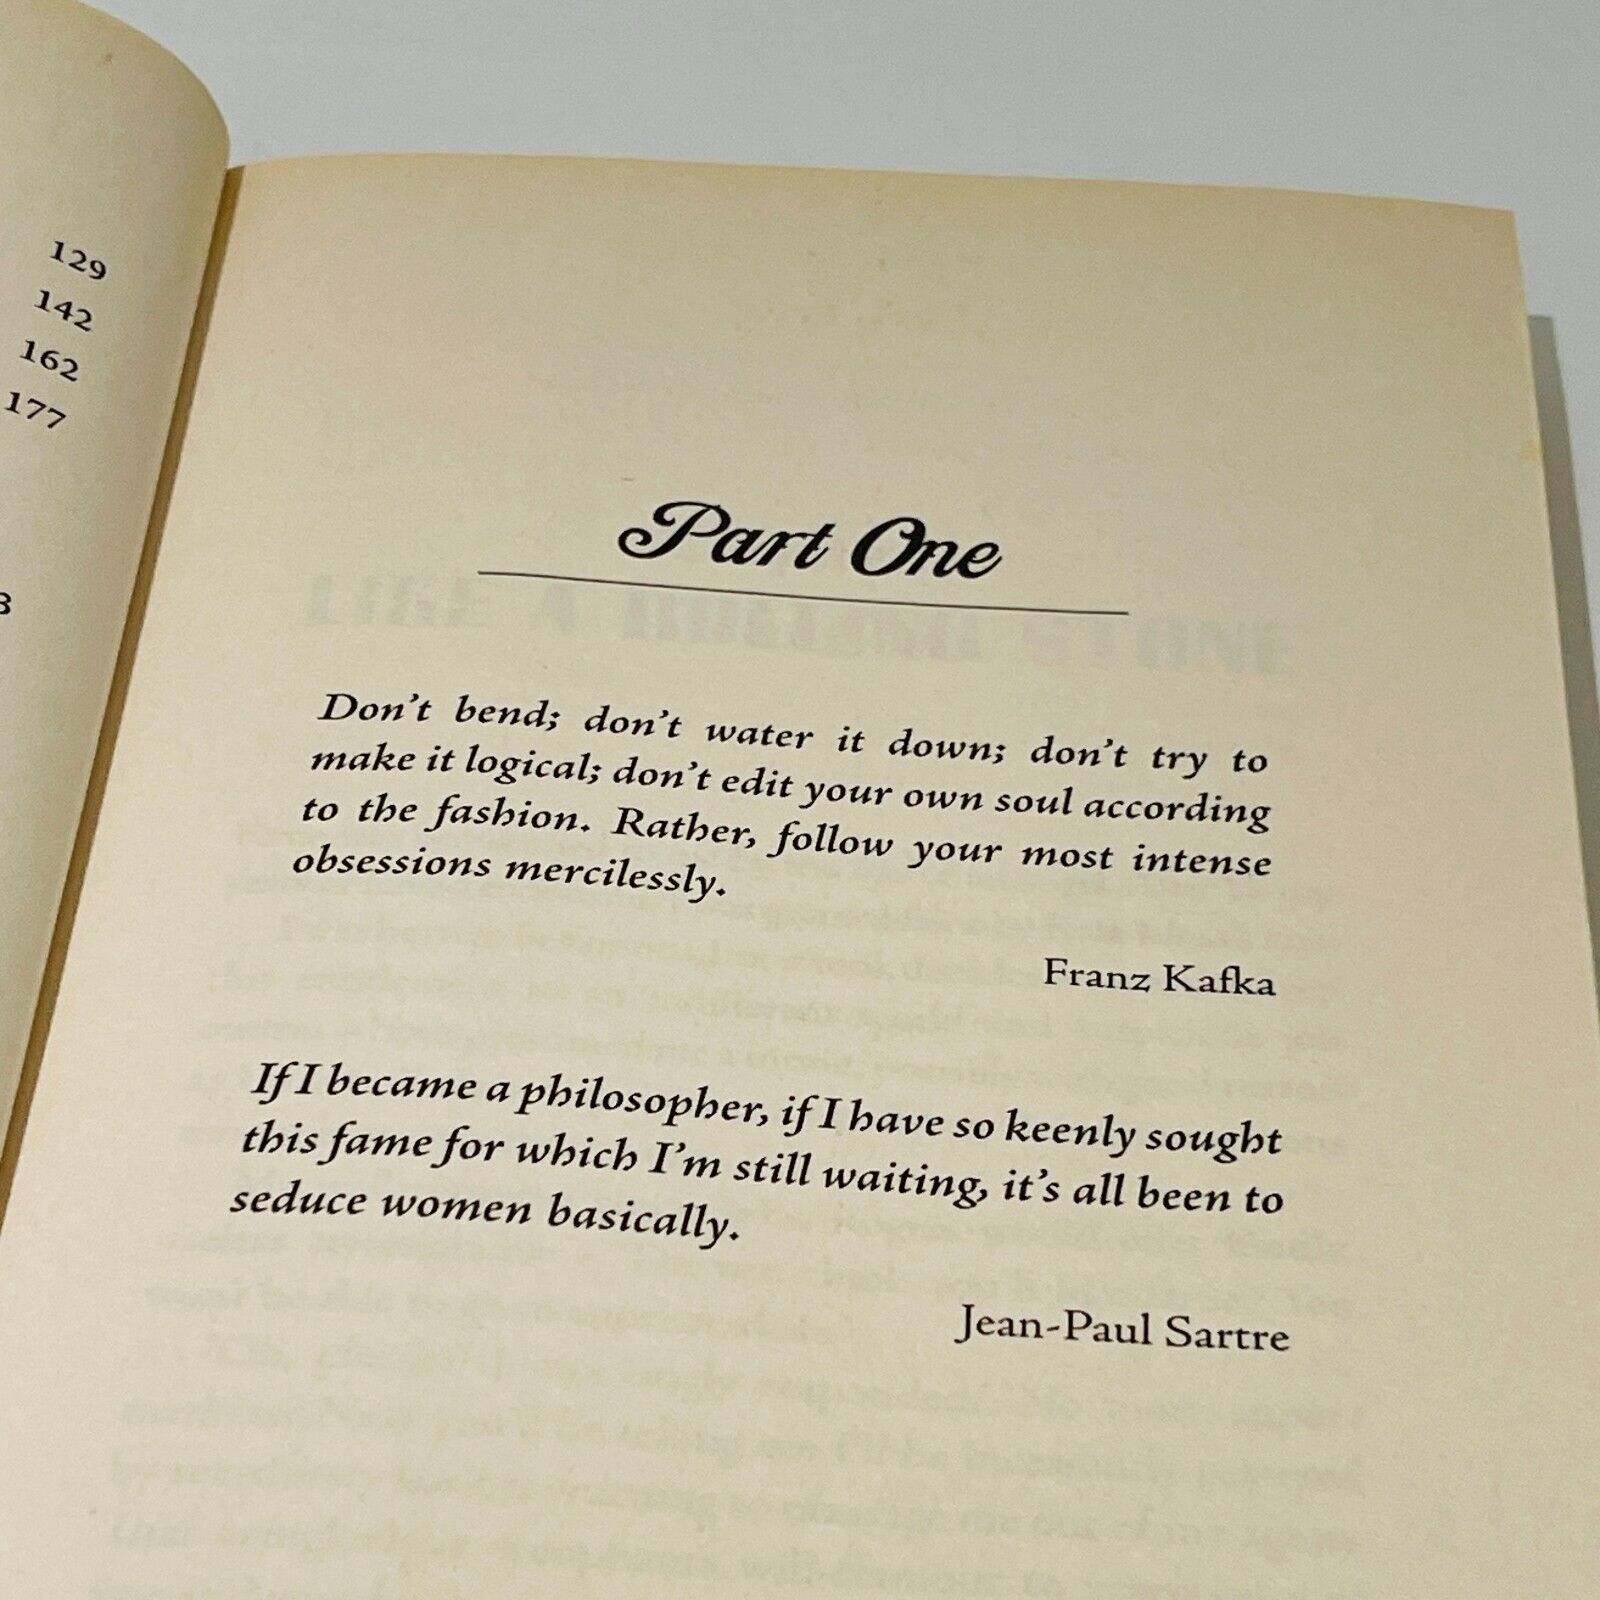 129
142
162
177
3
Part One
Don't bend; don't water it down; don't try to
make it logical; don't edit your own soul according
to the fashion. Rather, follow your most intense
obsessions mercilessly.
Franz Kafka
If I became a philosopher, if I have so keenly sought
this fame for which I'm still waiting, it's all been to
seduce women basically.
Jean-Paul Sartre